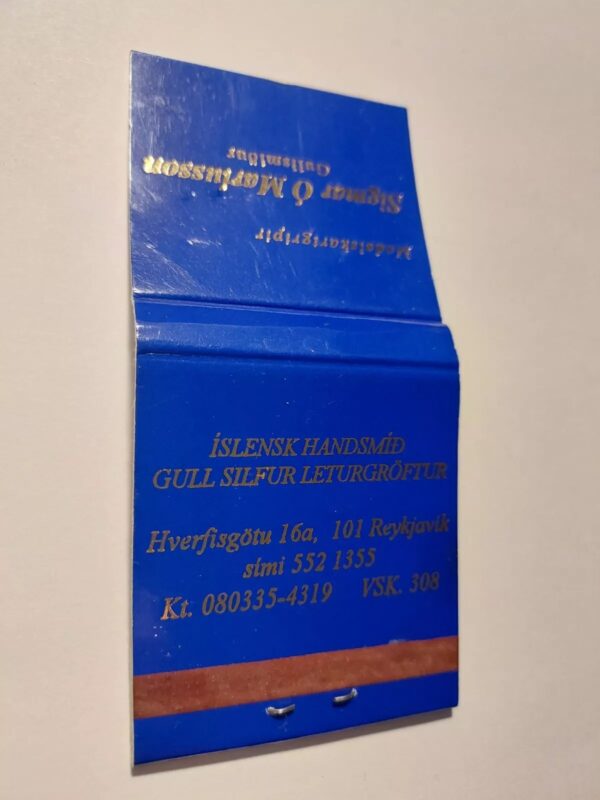 Módelskartgripir
Sigmar Ó Maríusson
Gullsmiður
ÍSLENSK HANDSMÍÐ
GULL SILFUR LETURGRÖFTUR
Hverfisgötu 16a, 101 Reykjavík
sími 552 1355
Kt. 080335-4319 VSK. 308